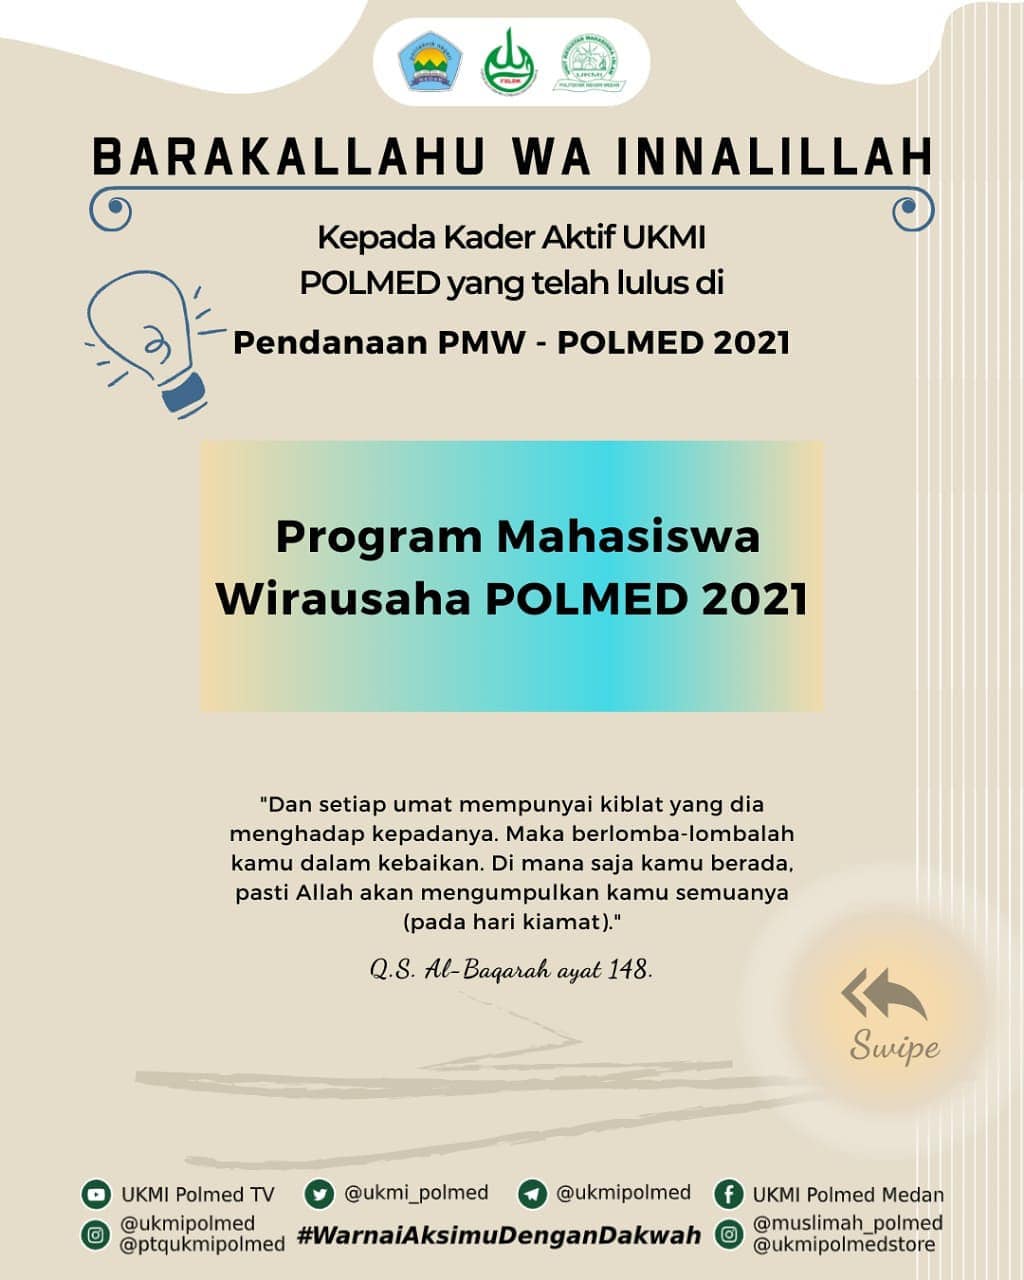 BARAKALLAHU WA INNALILLAH
Kepada Kader Aktif UKMI
POLMED yang telah lulus di
Pendanaan PMW - POLMED 2021
Program Mahasiswa
Wirausaha POLMED 2021
"Dan setiap umat mempunyai kiblat yang dia
menghadap kepadanya. Maka berlomba-lombalah
kamu dalam kebaikan. Di mana saja kamu berada,
pasti Allah akan mengumpulkan kamu semuanya
(pada hari kiamat)."
Q.S. Al-Baqarah ayat 148.
Swipe
UKMI Polmed TV
@ukmi_polmed
@ukmipolmed
UKMI Polmed Medan
@ukmipolmed
@ptqukmipolmed
#WarnaiAksimuDenganDakwah
@muslimah_polmed
@ukmipolmedstore